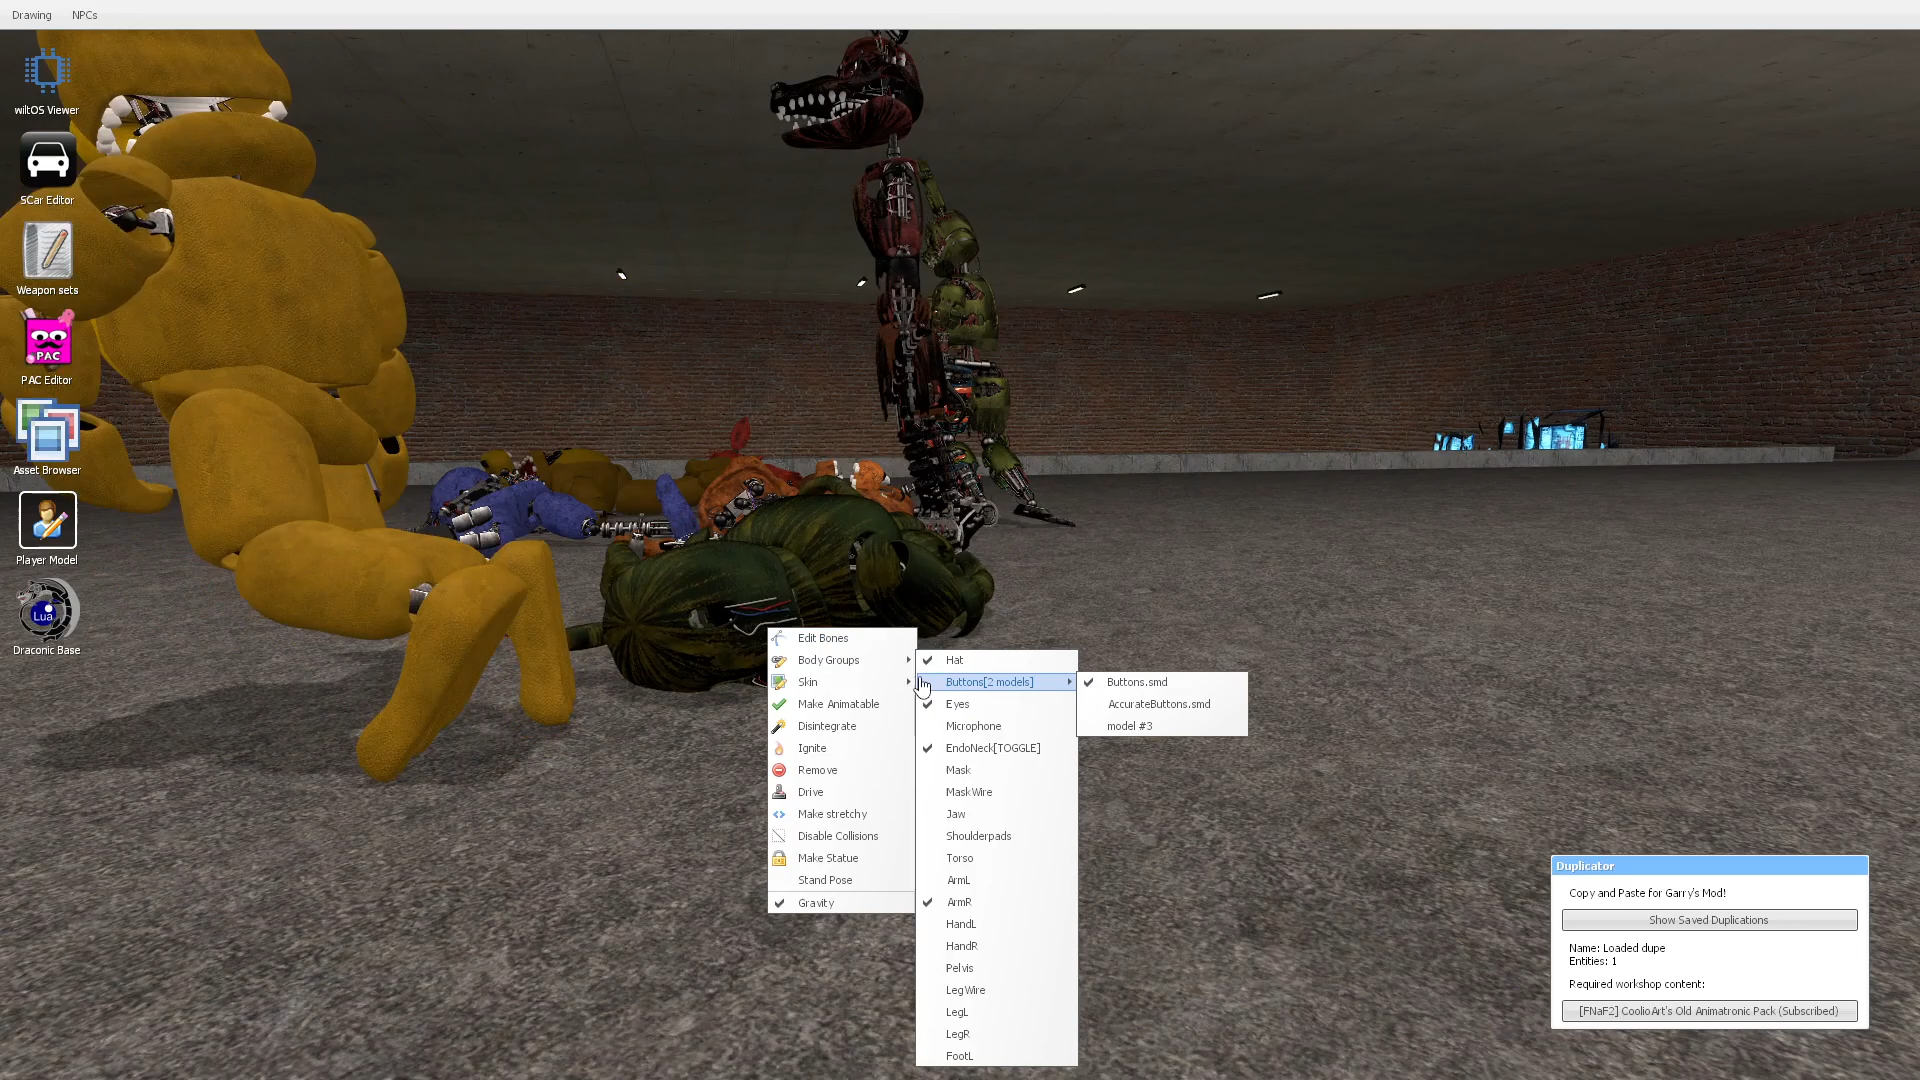 Drawing
NPCs
wiltOS Viewer
SCar Editor
Weapon sets
PAC
PAC Editor
Asset Browser
Player Model
Lua
Draconic Base
Edit Bones
Body Groups
Skin
Make Animatable
Disintegrate
Ignite
Remove
Drive
Make stretchy
Disable Collisions
Make Statue
Stand Pose
Gravity
Hat
Buttons[2 models]
Eyes
Microphone
EndoNeck[TOGGLE]
Mask
MaskWire
Jaw
Shoulderpads
Torso
ArmL
ArmR
HandL
HandR
Pelvis
LegWire
LegL
LegR
FootL
Buttons.smd
AccurateButtons.smd
model #3
Duplicator
Copy and Paste for Garry's Mod!
Show Saved Duplications
Name: Loaded dupe
Entities: 1
Required workshop content:
[FNaF2] CoolioArt's Old Animatronic Pack (Subscribed)